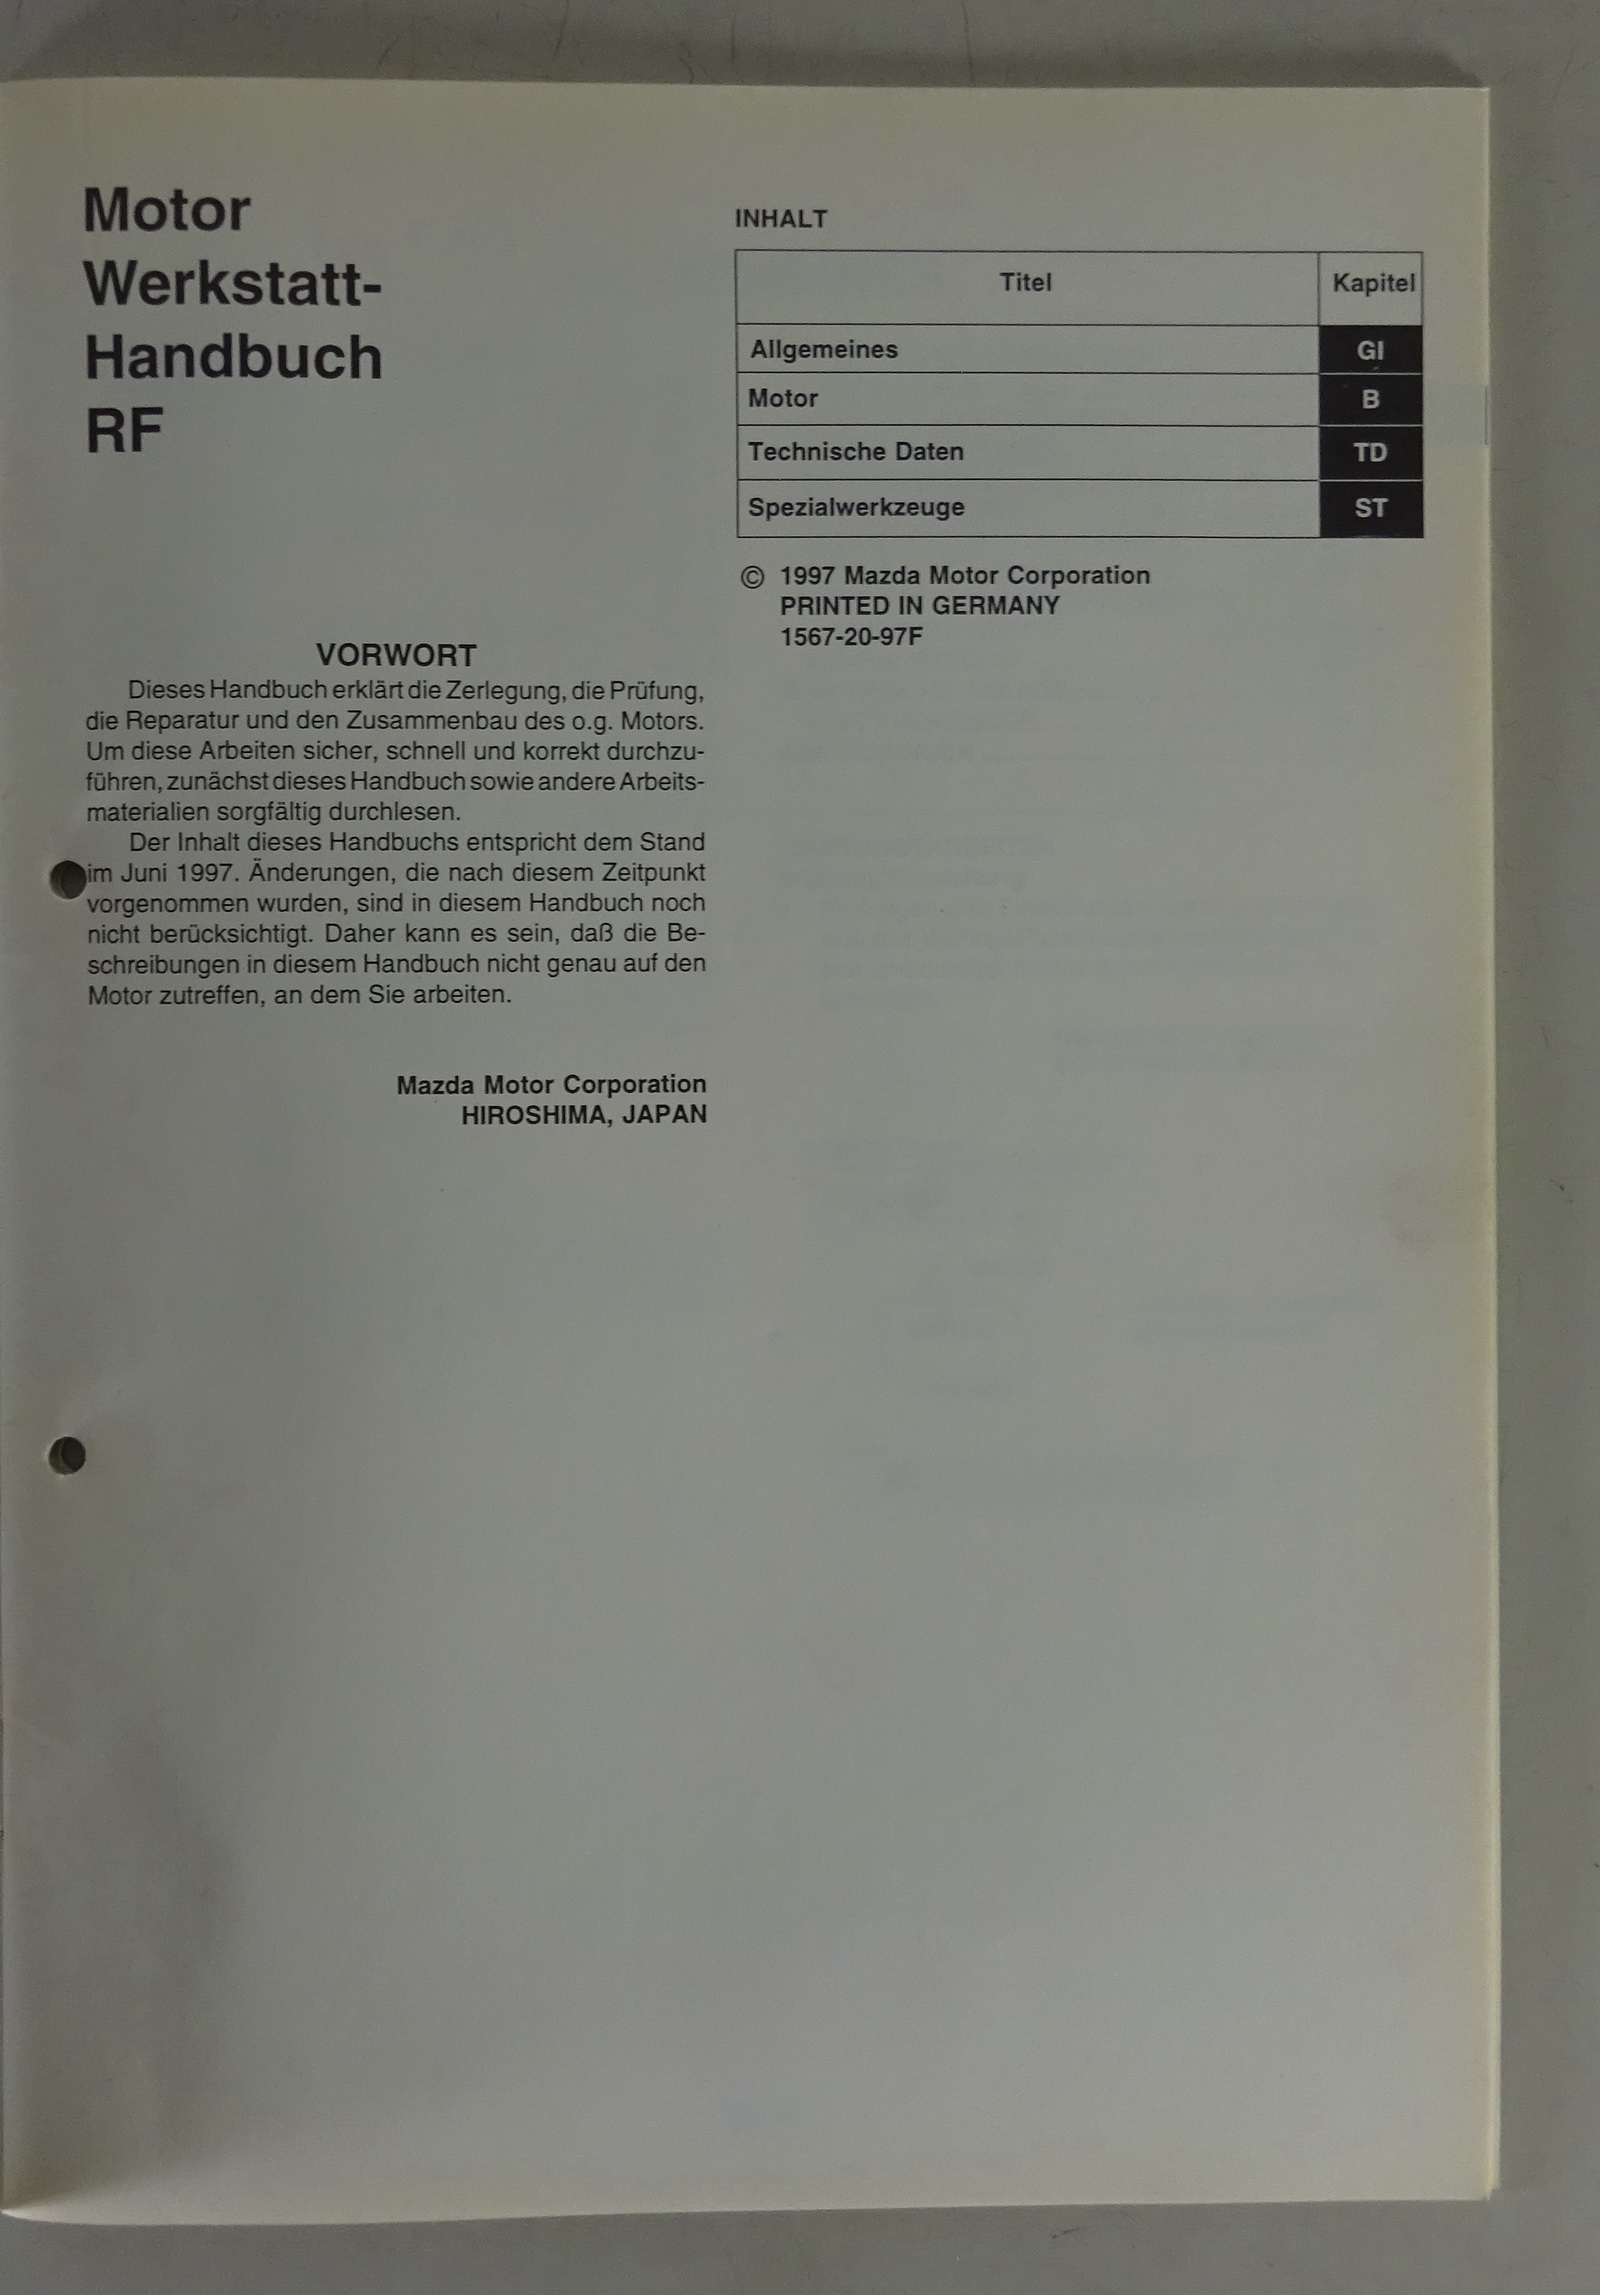 Motor
Werkstatt-
Handbuch
RF
VORWORT
Dieses Handbuch erklärt die Zerlegung, die Prüfung,
die Reparatur und den Zusammenbau des o.g. Motors.
Um diese Arbeiten sicher, schnell und korrekt durchzu-
führen, zunächst dieses Handbuch sowie andere Arbeits-
materialien sorgfältig durchlesen.
Der Inhalt dieses Handbuchs entspricht dem Stand
im Juni 1997. Änderungen, die nach diesem Zeitpunkt
vorgenommen wurden, sind in diesem Handbuch noch
nicht berücksichtigt. Daher kann es sein, daß die Be-
schreibungen in diesem Handbuch nicht genau auf den
Motor zutreffen, an dem Sie arbeiten.
Mazda Motor Corporation
HIROSHIMA, JAPAN
INHALT
Titel Kapitel
Allgemeines GI
Motor B
Technische Daten TD
Spezialwerkzeuge ST
© 1997 Mazda Motor Corporation
PRINTED IN GERMANY
1567-20-97F